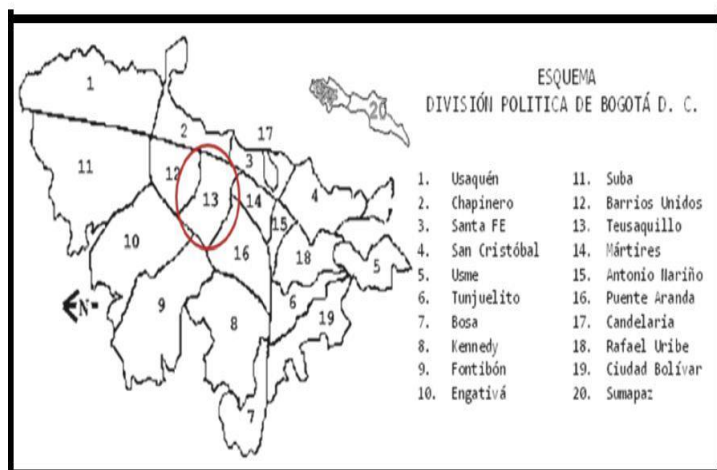 ESQUEMA
DIVISIÓN POLITICA DE BOGOTÁ D. C.
1. Usaquén
2. Chapinero
3. Santa FE
4. San Cristóbal
5. Usme
6. Tunjuelito
7. Bosa
8. Kennedy
9. Fontibón
10. Engativá
11. Suba
12. Barrios Unidos
13. Teusaquillo
14. Mártires
15. Antonio Nariño
16. Puente Aranda
17. Candelaria
18. Rafael Uribe
19. Ciudad Bolívar
20. Sumapaz
1
2
17
20
11
12
3
13
14
4
15
10
16
18
5
N
9
8
6
19
7